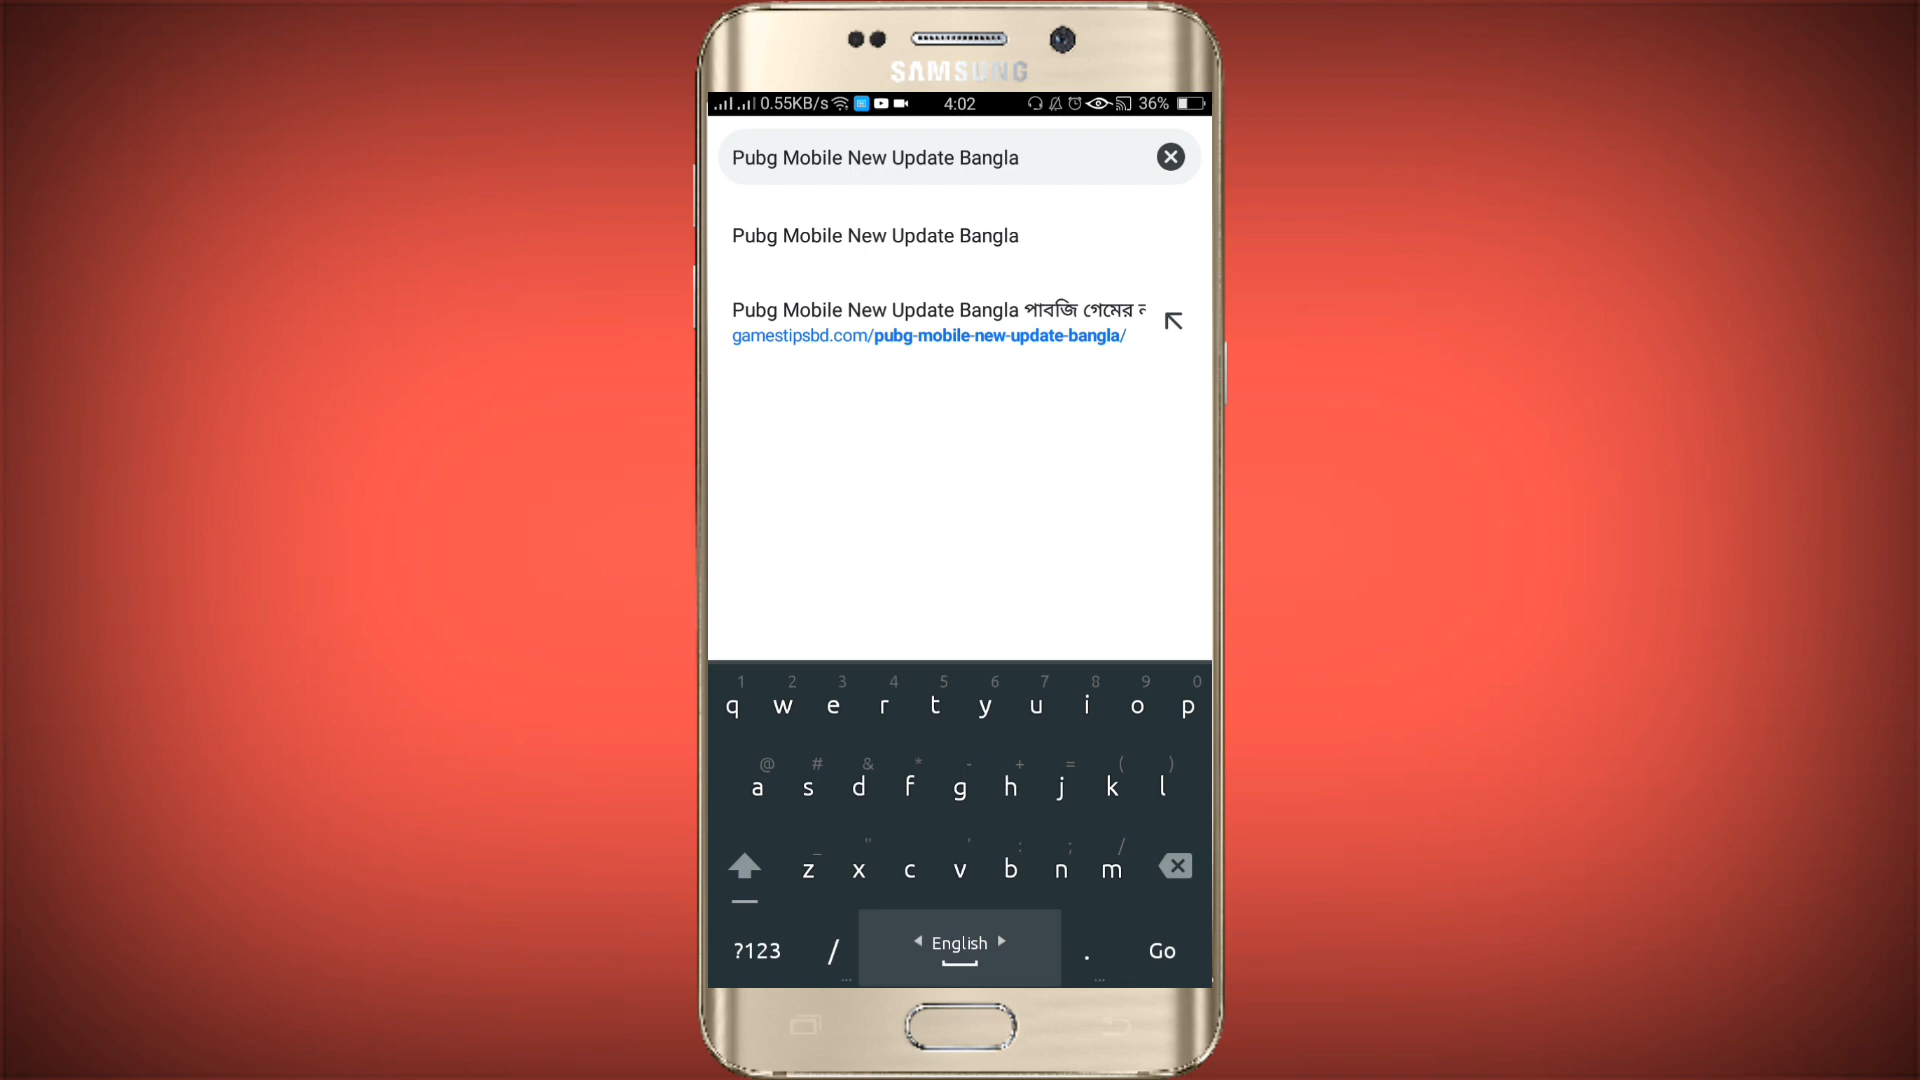 SAMSUNG
0.55KB/s 4:02 36%
Pubg Mobile New Update Bangla
Pubg Mobile New Update Bangla
Pubg Mobile New Update Bangla পাবজি গেমের ন
gamestipsbd.com/pubg-mobile-new-update-bangla/
1 2 3 4 5 6 7 8 9 0
q w e r t y u i o p
@ # & * - + = ( )
a s d f g h j k l
_ " ' : ; /
z x c v b n m
?123 / English . Go